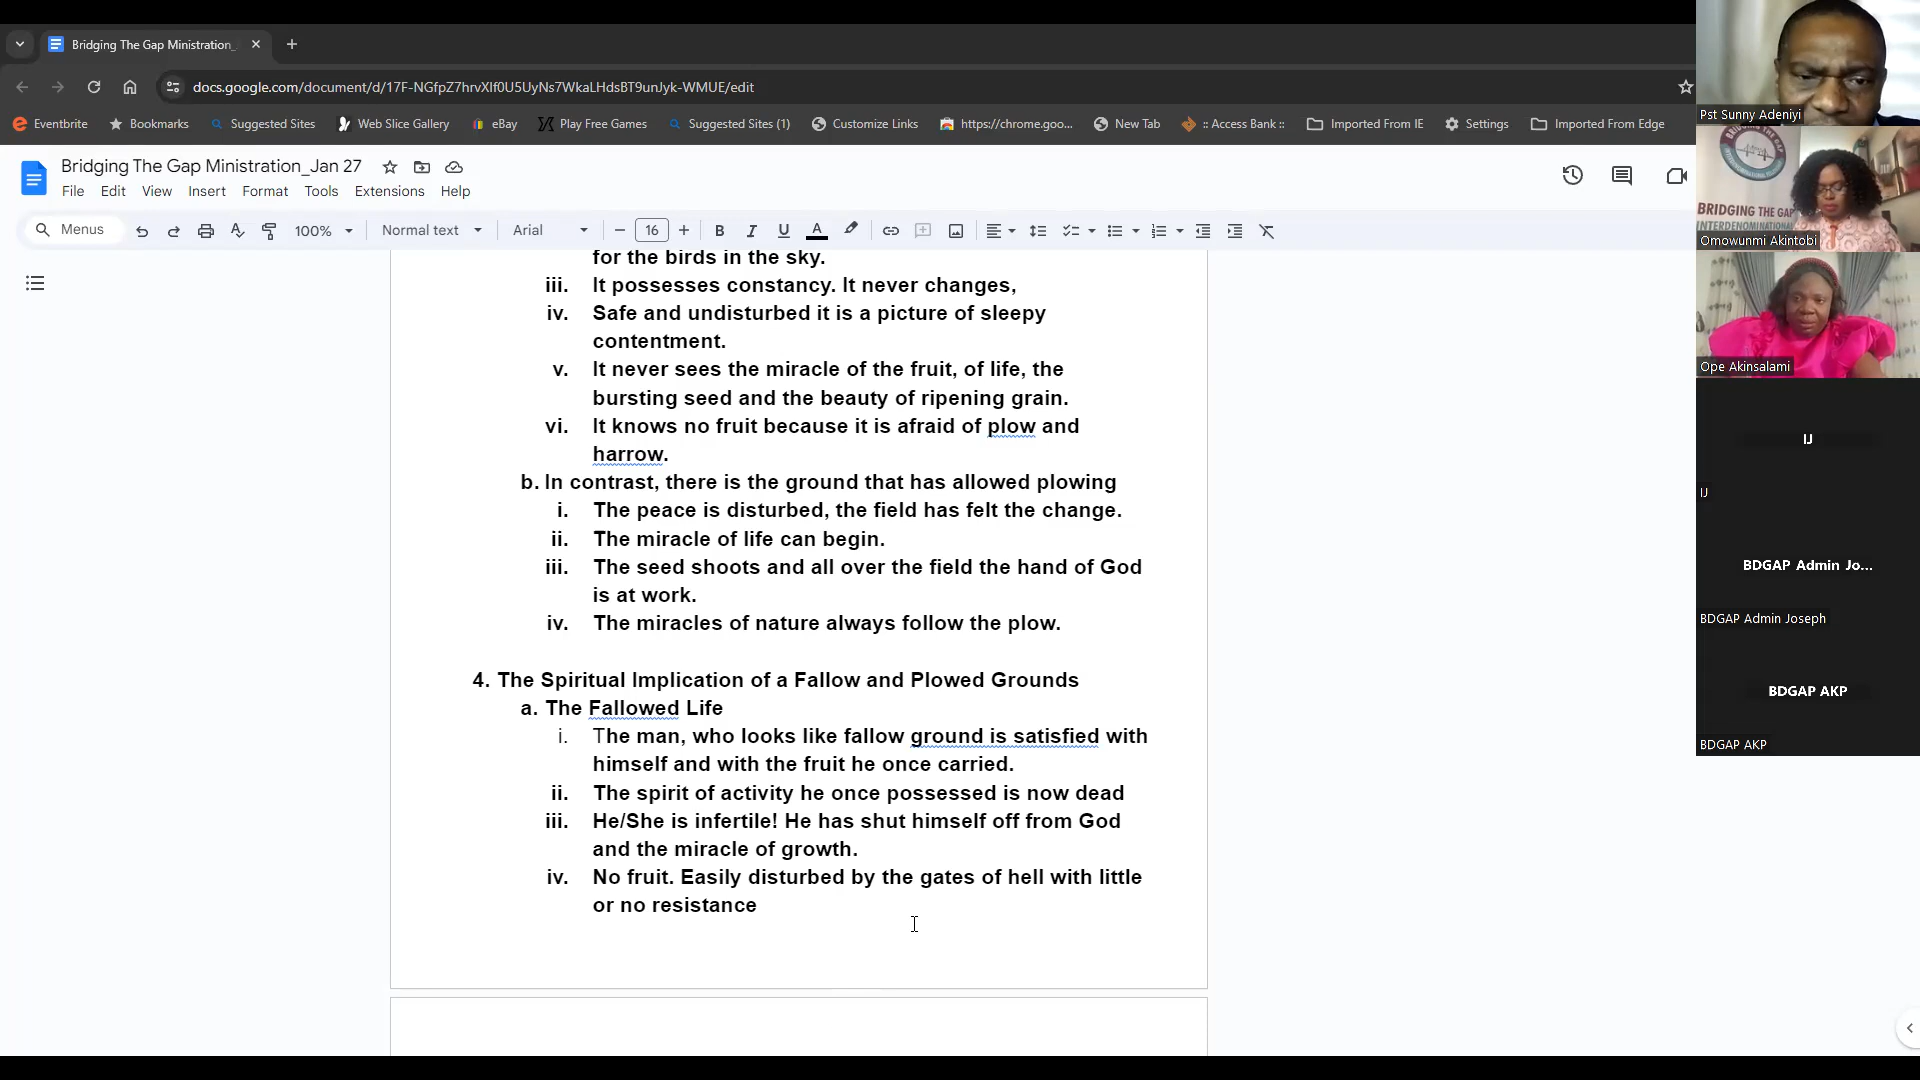 Bridging The Gap Ministration_
docs.google.com/document/d/17F-NGfpZ7hrvXIf0U5UyNs7WkaLHdsBT9unJyk-WMUE/edit
Eventbrite Bookmarks Suggested Sites Web Slice Gallery eBay Play Free Games Suggested Sites (1) Customize Links https://chrome.goo... New Tab :: Access Bank :: Imported From IE Settings Imported From Edge
Bridging The Gap Ministration_Jan 27
File Edit View Insert Format Tools Extensions Help
Menus 100% Normal text Arial 16 B I U A
for the birds in the sky.
iii. It possesses constancy. It never changes,
iv. Safe and undisturbed it is a picture of sleepy
contentment.
v. It never sees the miracle of the fruit, of life, the
bursting seed and the beauty of ripening grain.
vi. It knows no fruit because it is afraid of plow and
harrow.
b. In contrast, there is the ground that has allowed plowing
i. The peace is disturbed, the field has felt the change.
ii. The miracle of life can begin.
iii. The seed shoots and all over the field the hand of God
is at work.
iv. The miracles of nature always follow the plow.
4. The Spiritual Implication of a Fallow and Plowed Grounds
a. The Fallowed Life
i. The man, who looks like fallow ground is satisfied with
himself and with the fruit he once carried.
ii. The spirit of activity he once possessed is now dead
iii. He/She is infertile! He has shut himself off from God
and the miracle of growth.
iv. No fruit. Easily disturbed by the gates of hell with little
or no resistance
Pst Sunny Adeniyi
BRIDGING THE GAP
INTERDENOMINATIONAL
Omowunmi Akintobi
Ope Akinsalami
IJ
IJ
BDGAP Admin Jo...
BDGAP Admin Joseph
BDGAP AKP
BDGAP AKP